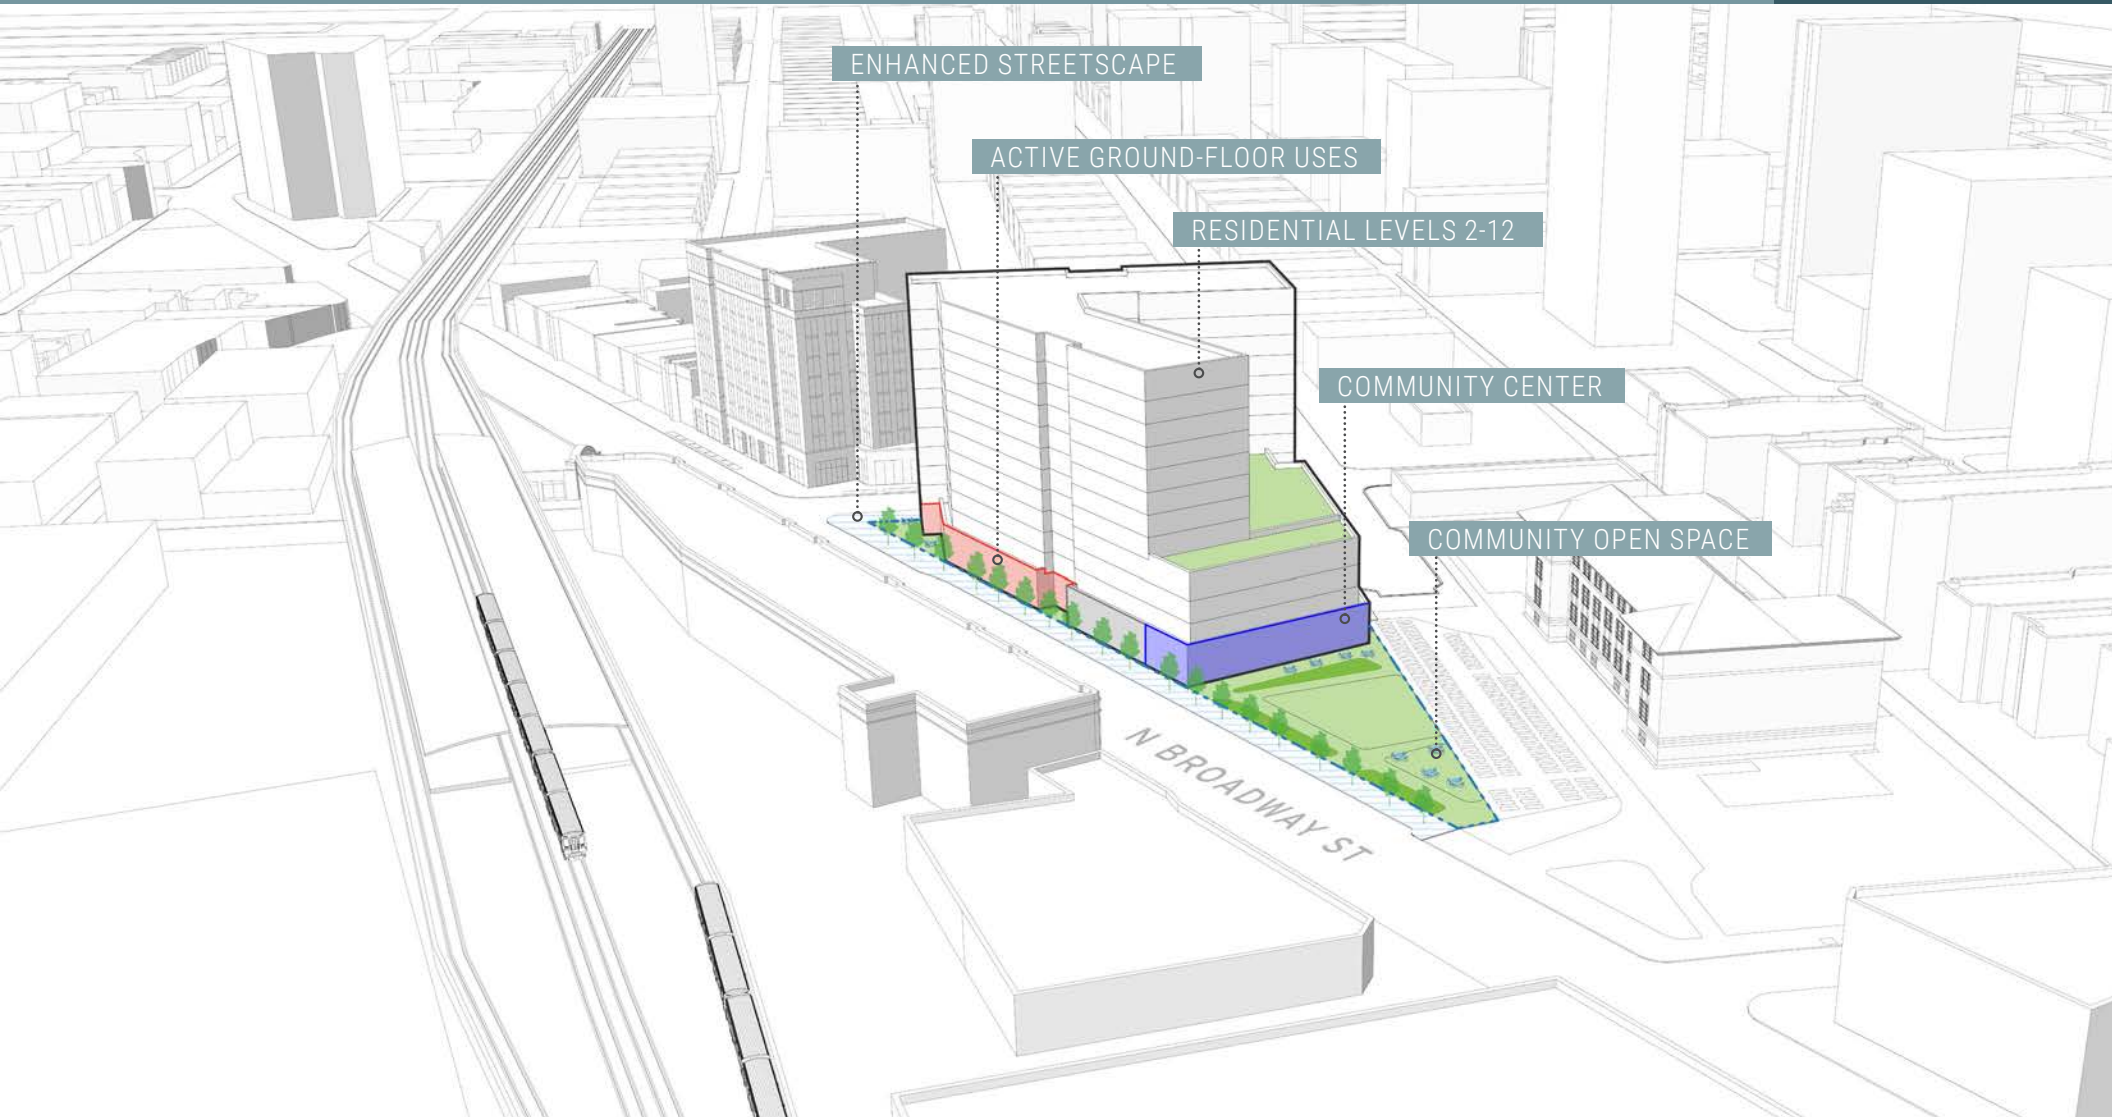 ENHANCED STREETSCAPE
ACTIVE GROUND-FLOOR USES
RESIDENTIAL LEVELS 2-12
COMMUNITY CENTER
COMMUNITY OPEN SPACE
N BROADWAY ST